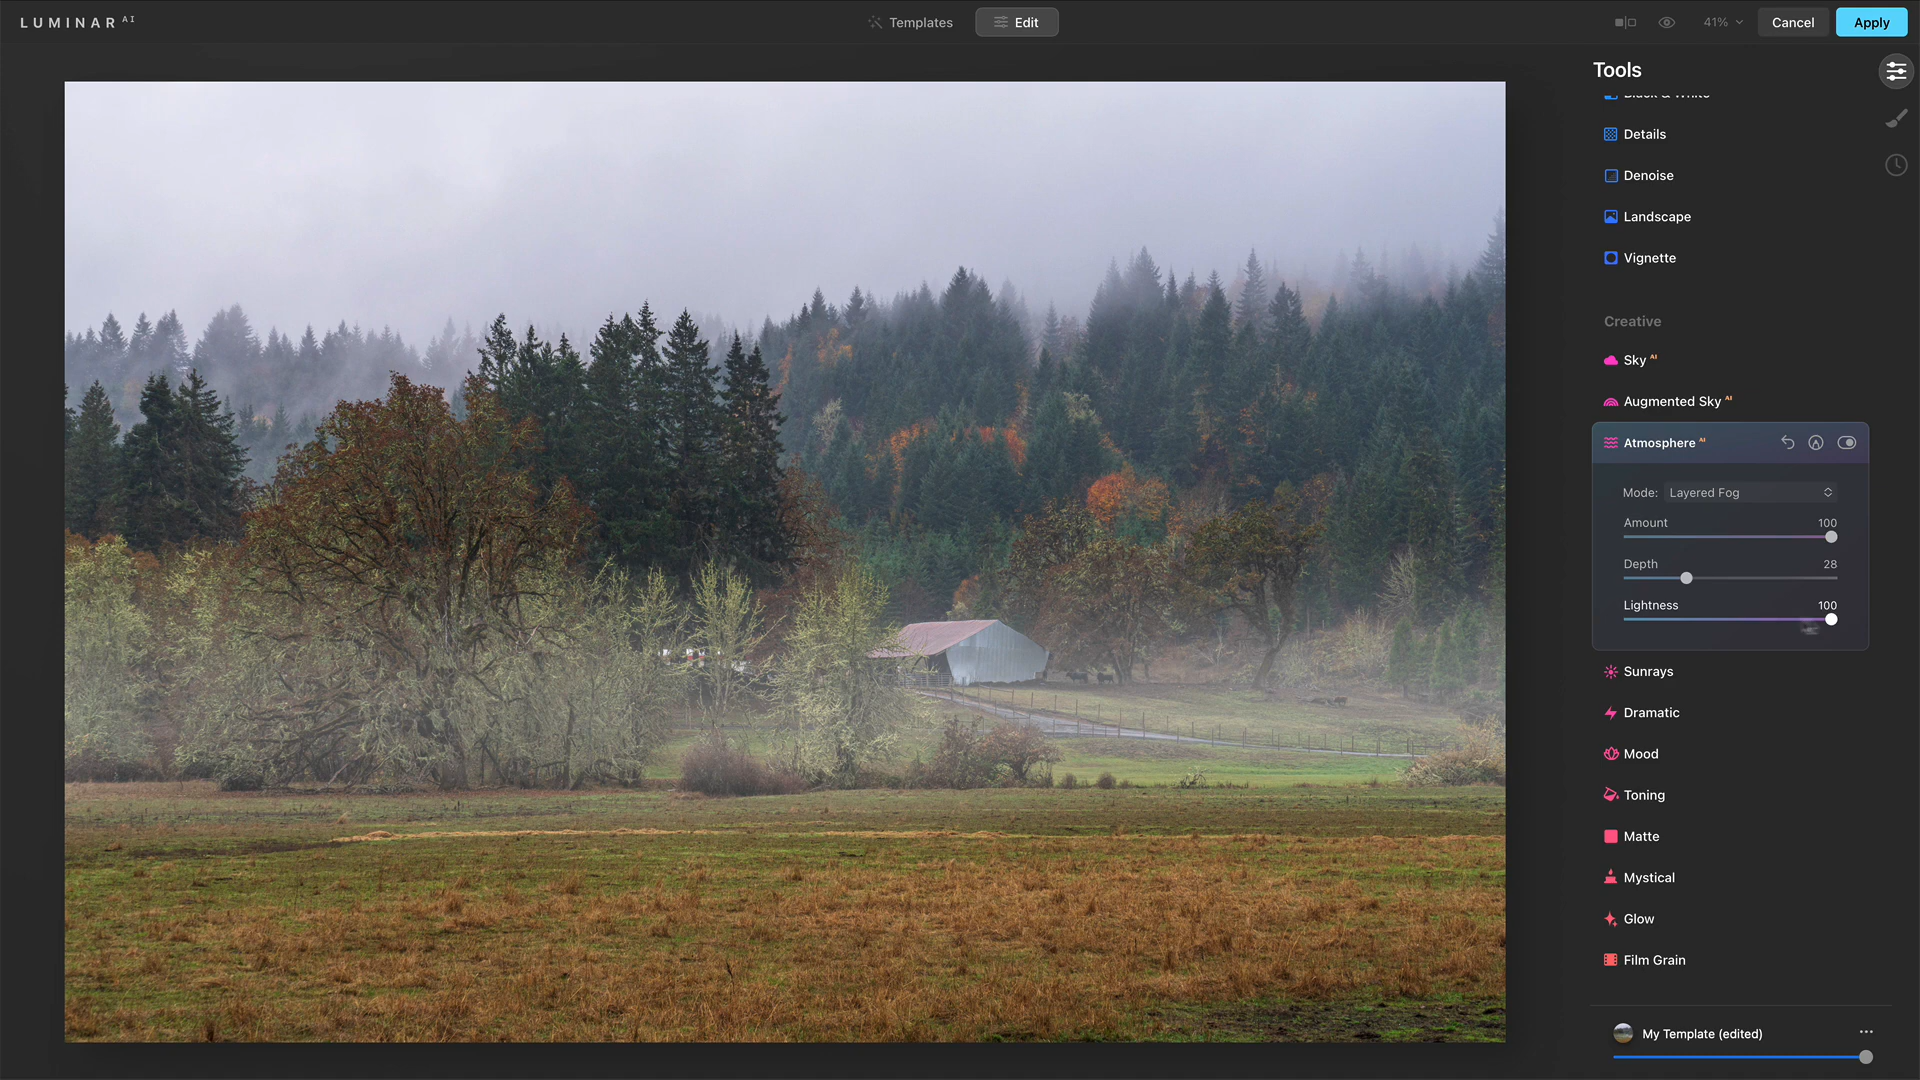 LUMINAR AI
Templates
Edit
41%
Cancel
Apply
Tools
Black & White
Details
Denoise
Landscape
Vignette
Creative
Sky AI
Augmented Sky AI
Atmosphere AI
Mode: Layered Fog
Amount 100
Depth 28
Lightness 100
Sunrays
Dramatic
Mood
Toning
Matte
Mystical
Glow
Film Grain
My Template (edited)